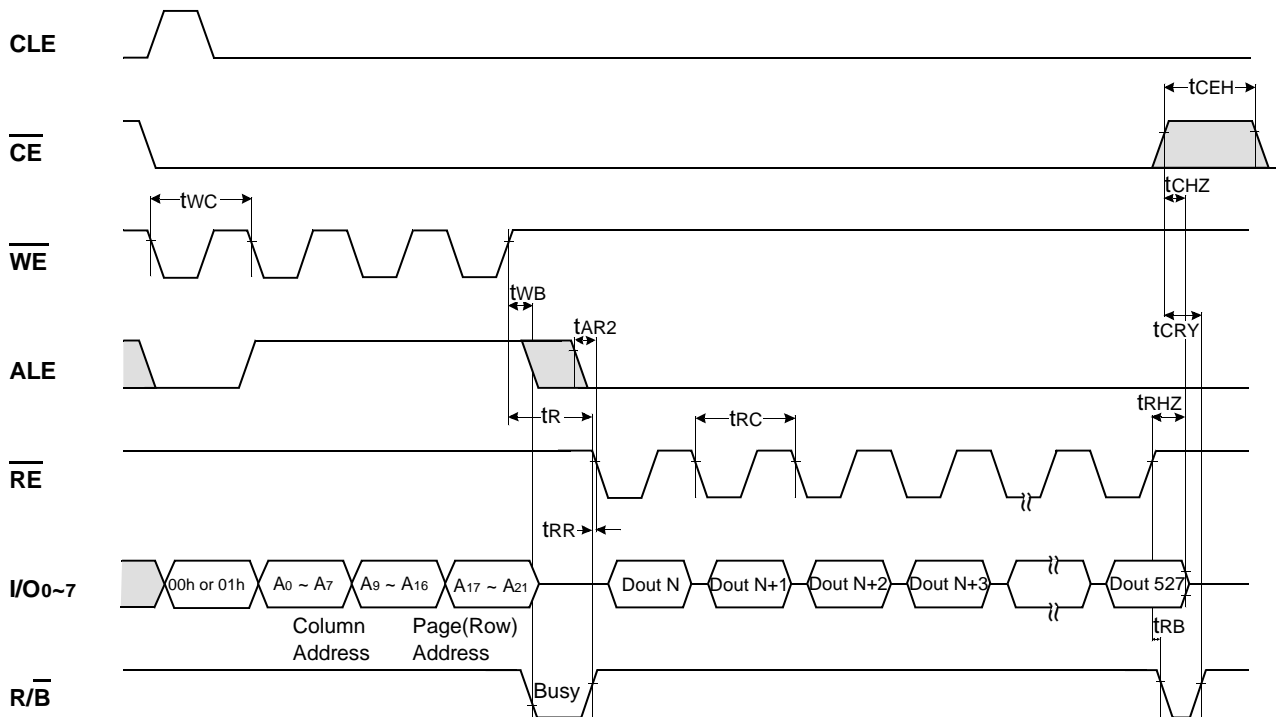 CLE
tCEH
CE
tCHZ
tWC
WE
tWB
tAR2
tCRY
ALE
tR
tRC
tRHZ
RE
tRR
I/O0~7
00h or 01h
A0 ~ A7
A9 ~ A16
A17 ~ A21
Dout N
Dout N+1
Dout N+2
Dout N+3
Dout 527
Column
Address
Page(Row)
Address
tRB
R/B
Busy